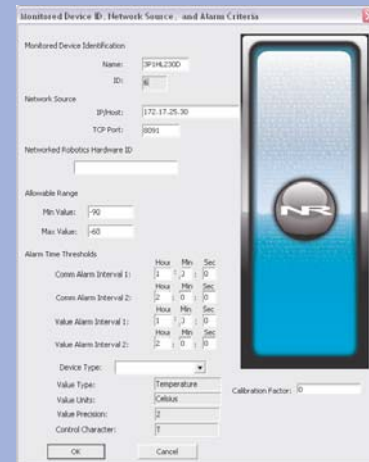 Monitored Device ID, Network Source, and Alarm Criteria
Monitored Device Identification
Name: JP1HL230D
ID:
Network Source
IP/Host: 172.17.25.30
TCP Port: 8091
Networked Robotics Hardware ID
Allowable Range
Min Value: -90
Max Value: -60
Alarm Time Thresholds
Hour Min Sec
Comm Alarm Interval 1: 1 : : 0
Hour Min Sec
Comm Alarm Interval 2: 2 : 0 : 0
Hour Min Sec
Value Alarm Interval 1: 1 : : 0
Hour Min Sec
Value Alarm Interval 2: 2 : 0 : 0
Device Type:
Value Type: Temperature
Value Units: Celsius
Value Precision: 2
Control Character: T
Calibration Factor: 0
OK Cancel
NR